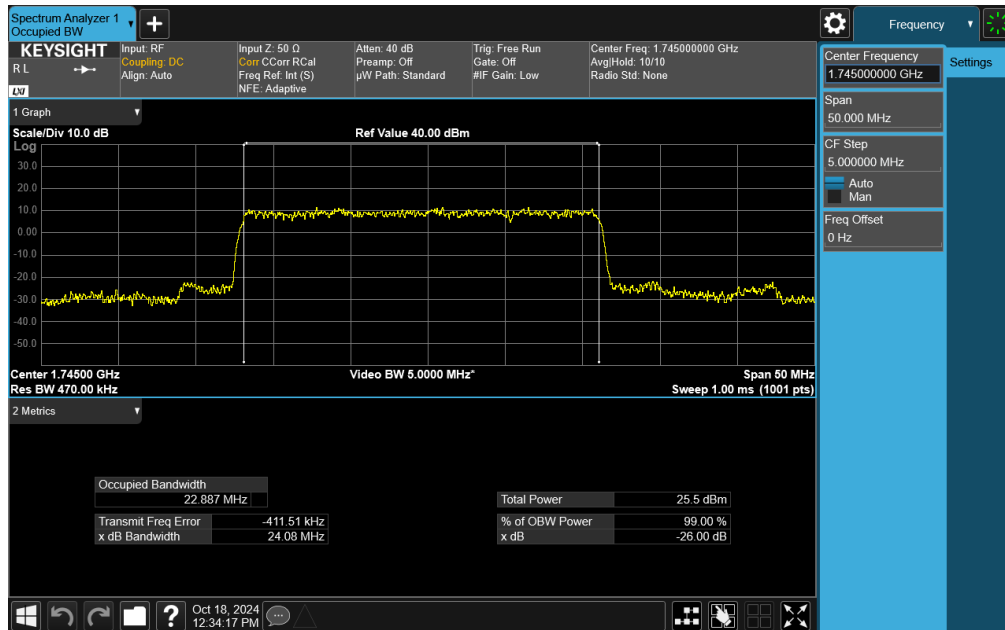 Spectrum Analyzer 1
Occupied BW
Frequency
KEYSIGHT
R L
LXI
Input: RF
Coupling: DC
Align: Auto
Input Z: 50 Ω
Corr CCorr RCal
Freq Ref: Int (S)
NFE: Adaptive
Atten: 40 dB
Preamp: Off
µW Path: Standard
Trig: Free Run
Gate: Off
#IF Gain: Low
Center Freq: 1.745000000 GHz
Avg|Hold: 10/10
Radio Std: None
Center Frequency
1.745000000 GHz
Settings
Span
50.000 MHz
CF Step
5.000000 MHz
Auto
Man
Freq Offset
0 Hz
1 Graph
Scale/Div 10.0 dB
Ref Value 40.00 dBm
Log
30.0
20.0
10.0
0.00
-10.0
-20.0
-30.0
-40.0
-50.0
Center 1.74500 GHz
Video BW 5.0000 MHz*
Span 50 MHz
Res BW 470.00 kHz
Sweep 1.00 ms (1001 pts)
2 Metrics
Occupied Bandwidth
22.887 MHz
Total Power 25.5 dBm
Transmit Freq Error -411.51 kHz
% of OBW Power 99.00 %
x dB Bandwidth 24.08 MHz
x dB -26.00 dB
?
Oct 18, 2024
12:34:17 PM